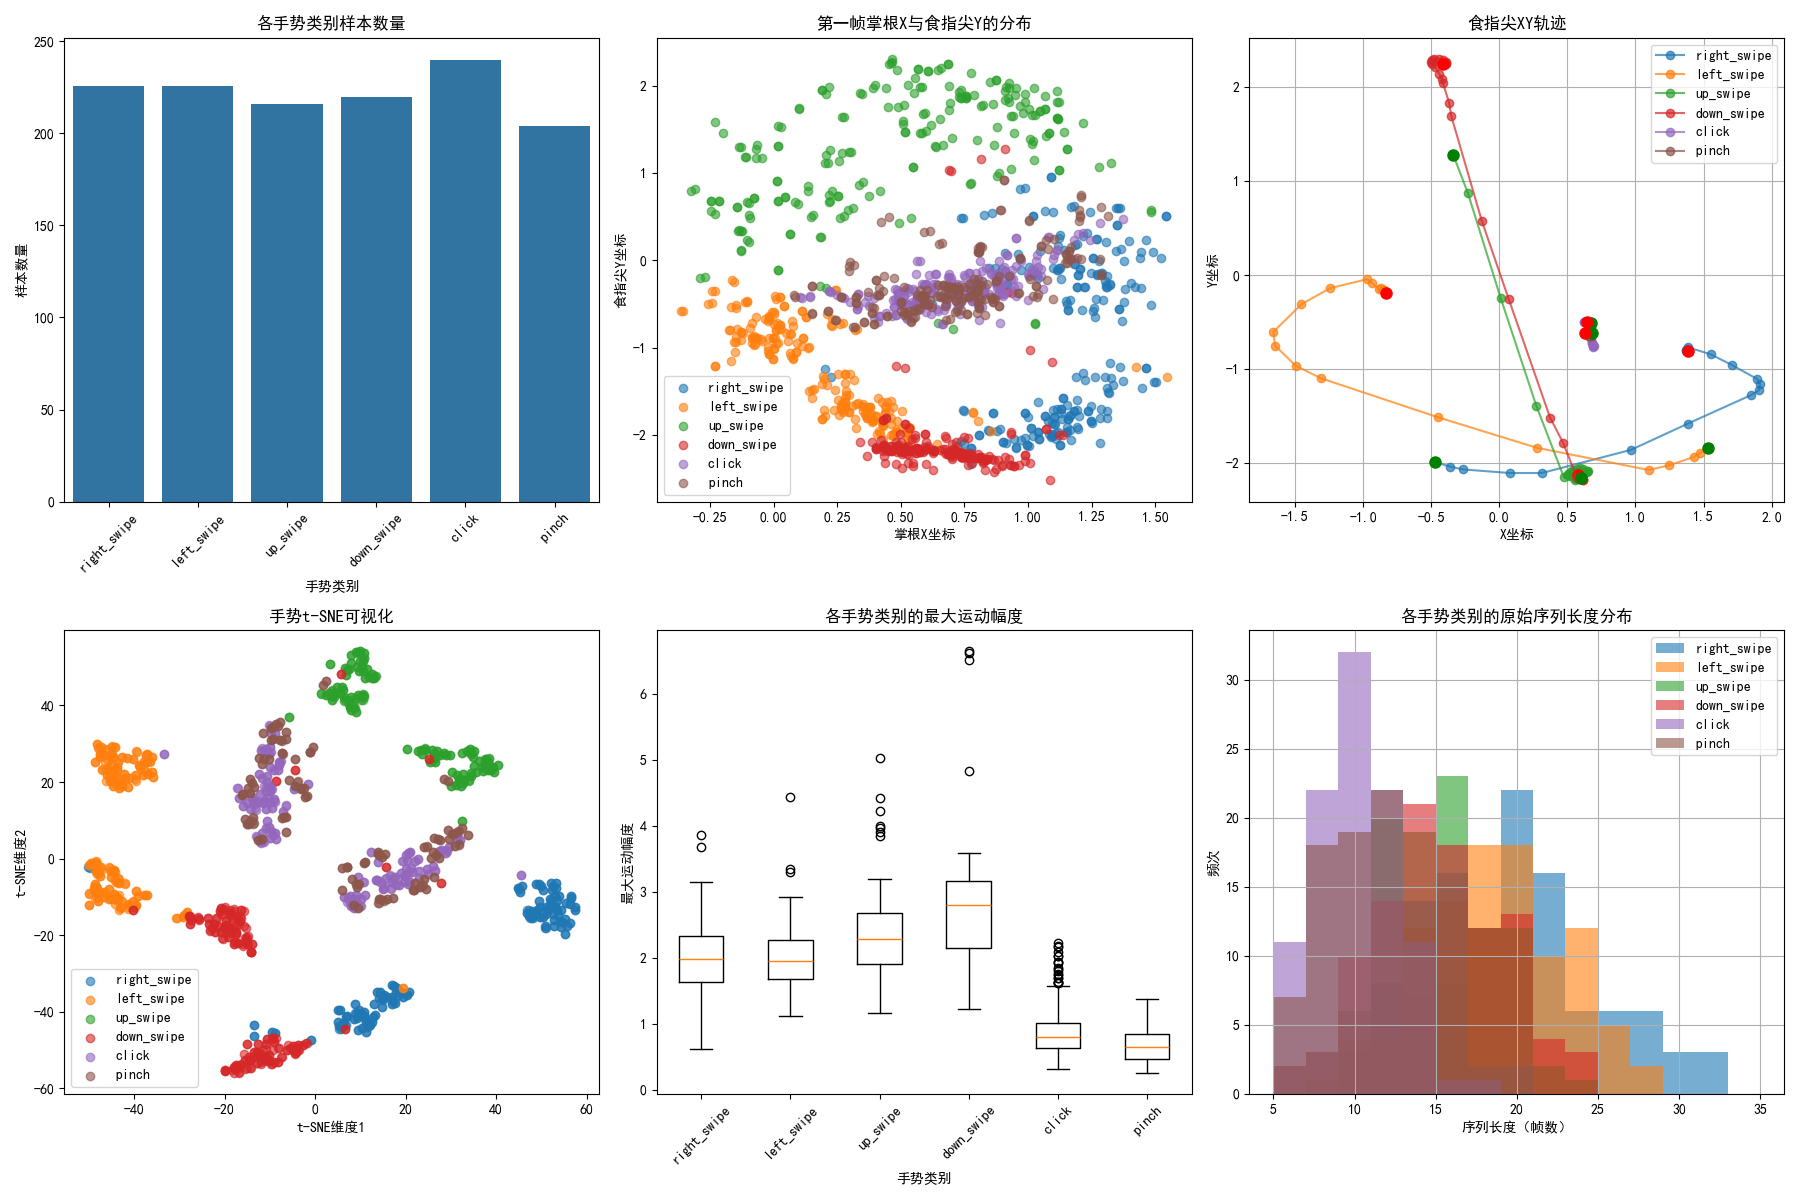 各手势类别样本数量
样本数量
250
200
150
100
50
0
right_swipe
left_swipe
up_swipe
down_swipe
click
pinch
手势类别
第一帧掌根X与食指尖Y的分布
食指尖Y坐标
2
1
0
−1
−2
right_swipe
left_swipe
up_swipe
down_swipe
click
pinch
−0.25
0.00
0.25
0.50
0.75
1.00
1.25
1.50
掌根X坐标
食指尖XY轨迹
Y坐标
2
1
0
−1
−2
right_swipe
left_swipe
up_swipe
down_swipe
click
pinch
−1.5
−1.0
−0.5
0.0
0.5
1.0
1.5
2.0
X坐标
手势t-SNE可视化
t-SNE维度2
40
20
0
−20
−40
−60
right_swipe
left_swipe
up_swipe
down_swipe
click
pinch
−40
−20
0
20
40
60
t-SNE维度1
各手势类别的最大运动幅度
最大运动幅度
6
5
4
3
2
1
0
right_swipe
left_swipe
up_swipe
down_swipe
click
pinch
手势类别
各手势类别的原始序列长度分布
频次
30
25
20
15
10
5
0
right_swipe
left_swipe
up_swipe
down_swipe
click
pinch
5
10
15
20
25
30
35
序列长度（帧数）